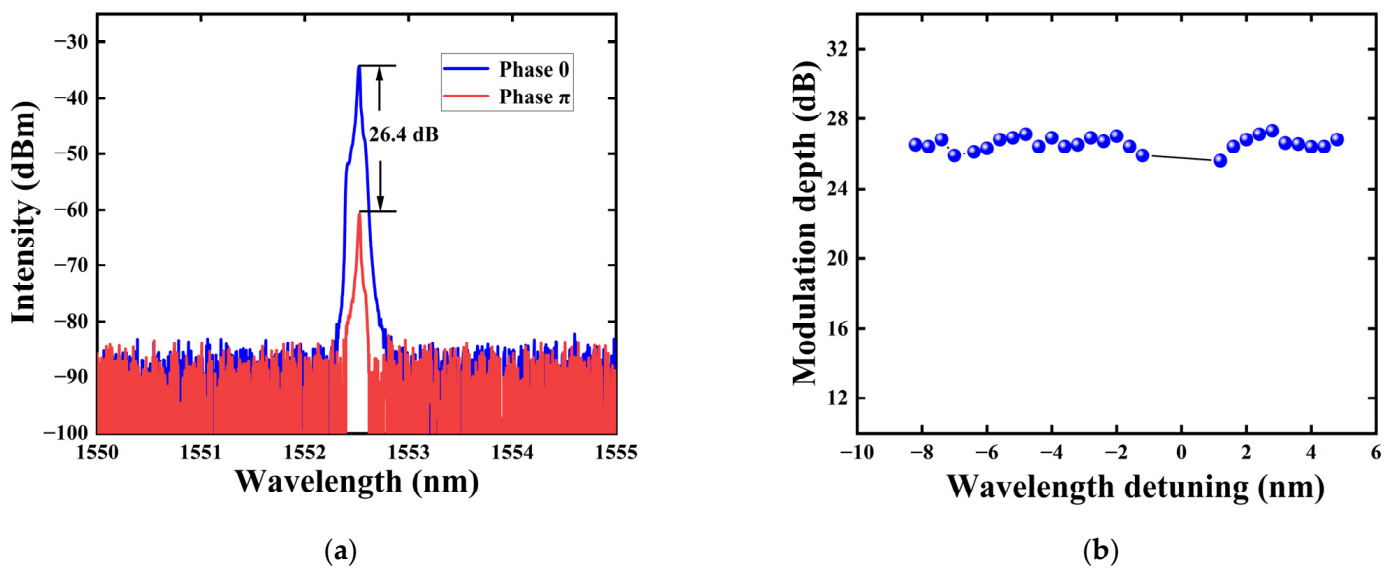 −30
−40
−50
−60
−70
−80
−90
−100
Intensity (dBm)
Phase 0
Phase π
26.4 dB
1550 1551 1552 1553 1554 1555
Wavelength (nm)
(a)
32
28
24
20
16
12
Modulation depth (dB)
−10 −8 −6 −4 −2 0 2 4 6
Wavelength detuning (nm)
(b)